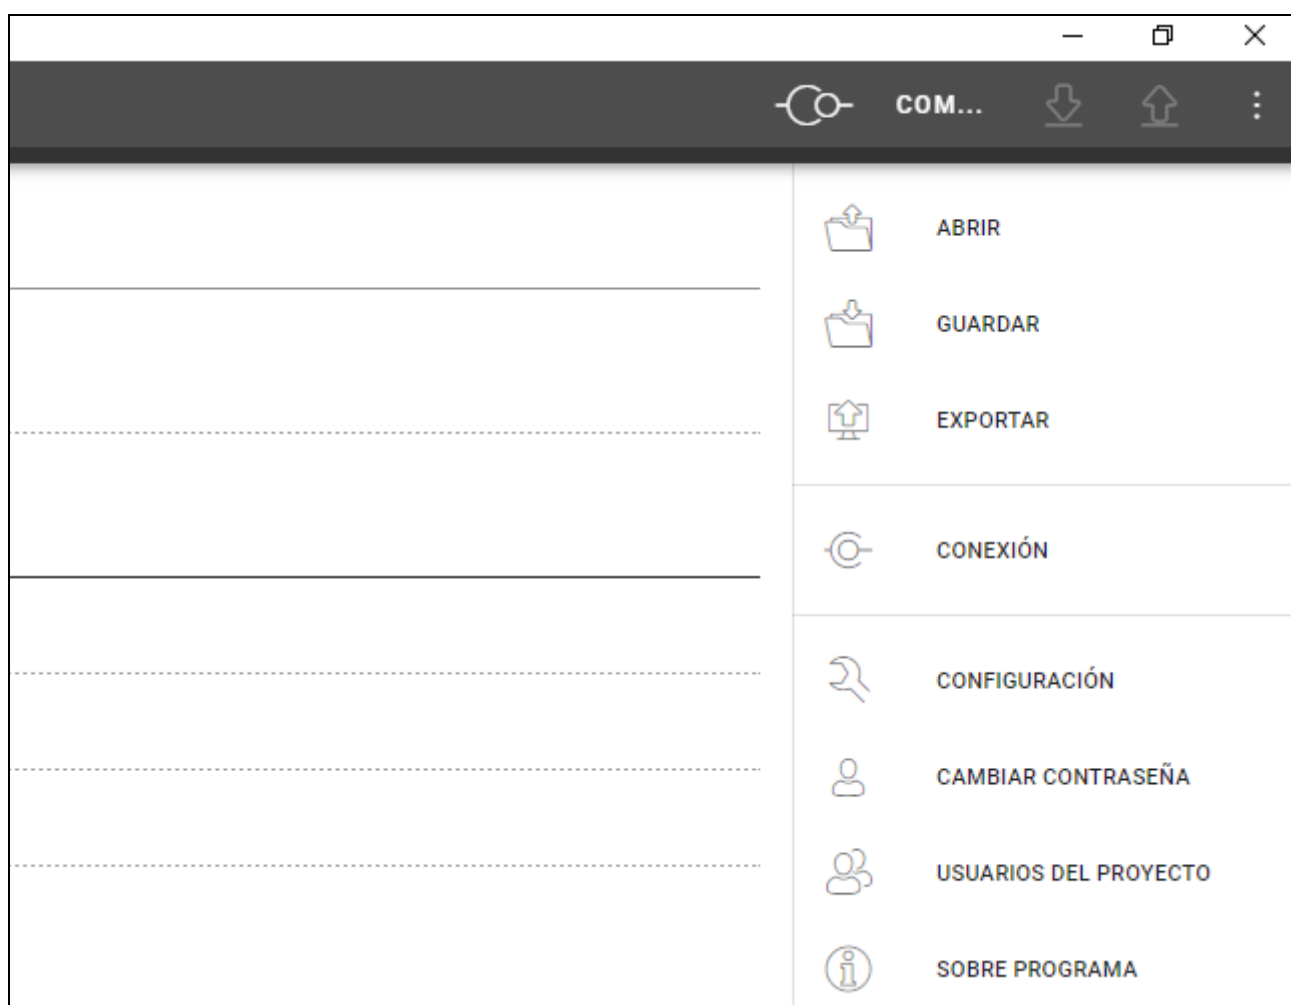 COM...
ABRIR
GUARDAR
EXPORTAR
CONEXIÓN
CONFIGURACIÓN
CAMBIAR CONTRASEÑA
USUARIOS DEL PROYECTO
SOBRE PROGRAMA